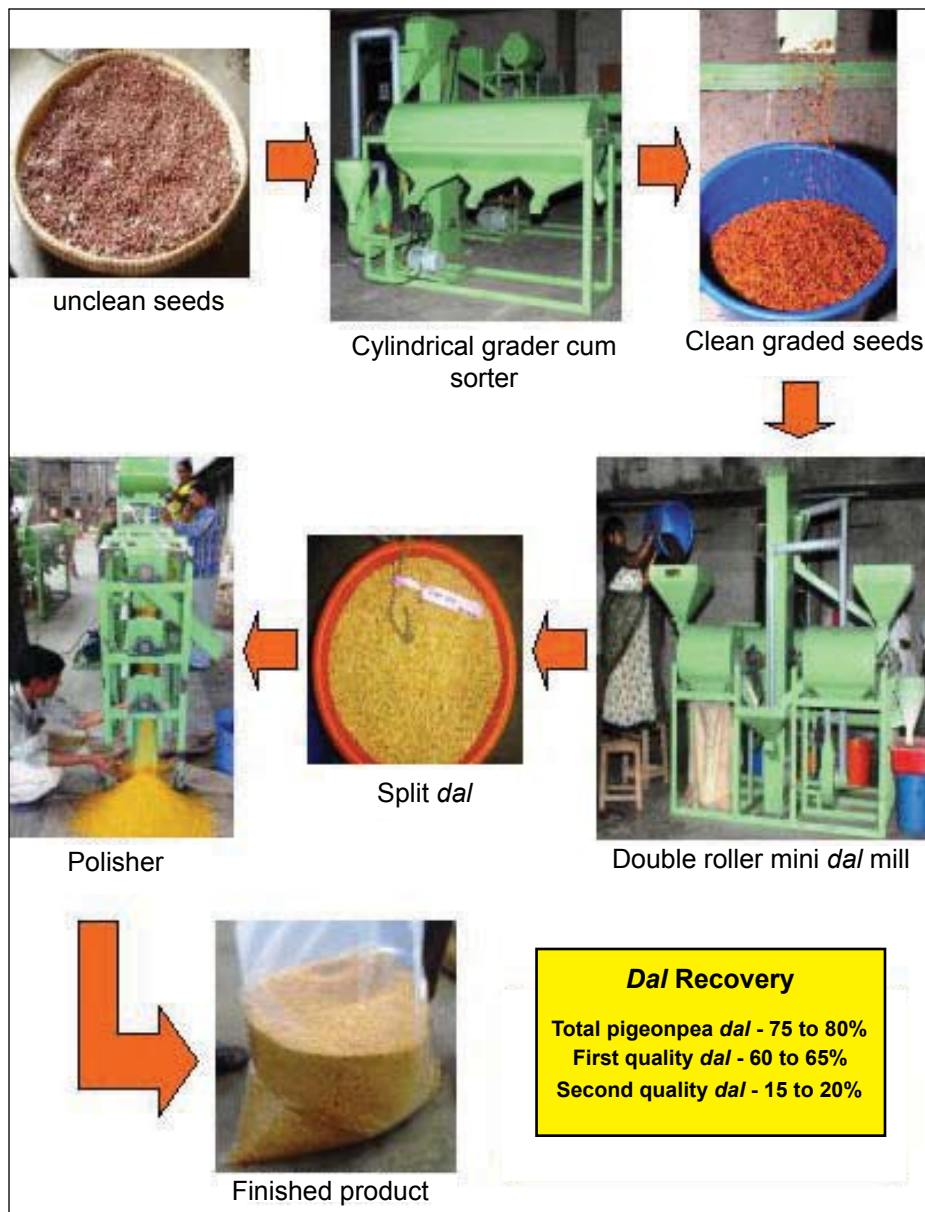 unclean seeds
Cylindrical grader cum
sorter
Clean graded seeds
Double roller mini dal mill
Split dal
Polisher
Finished product
Dal Recovery
Total pigeonpea dal - 75 to 80%
First quality dal - 60 to 65%
Second quality dal - 15 to 20%